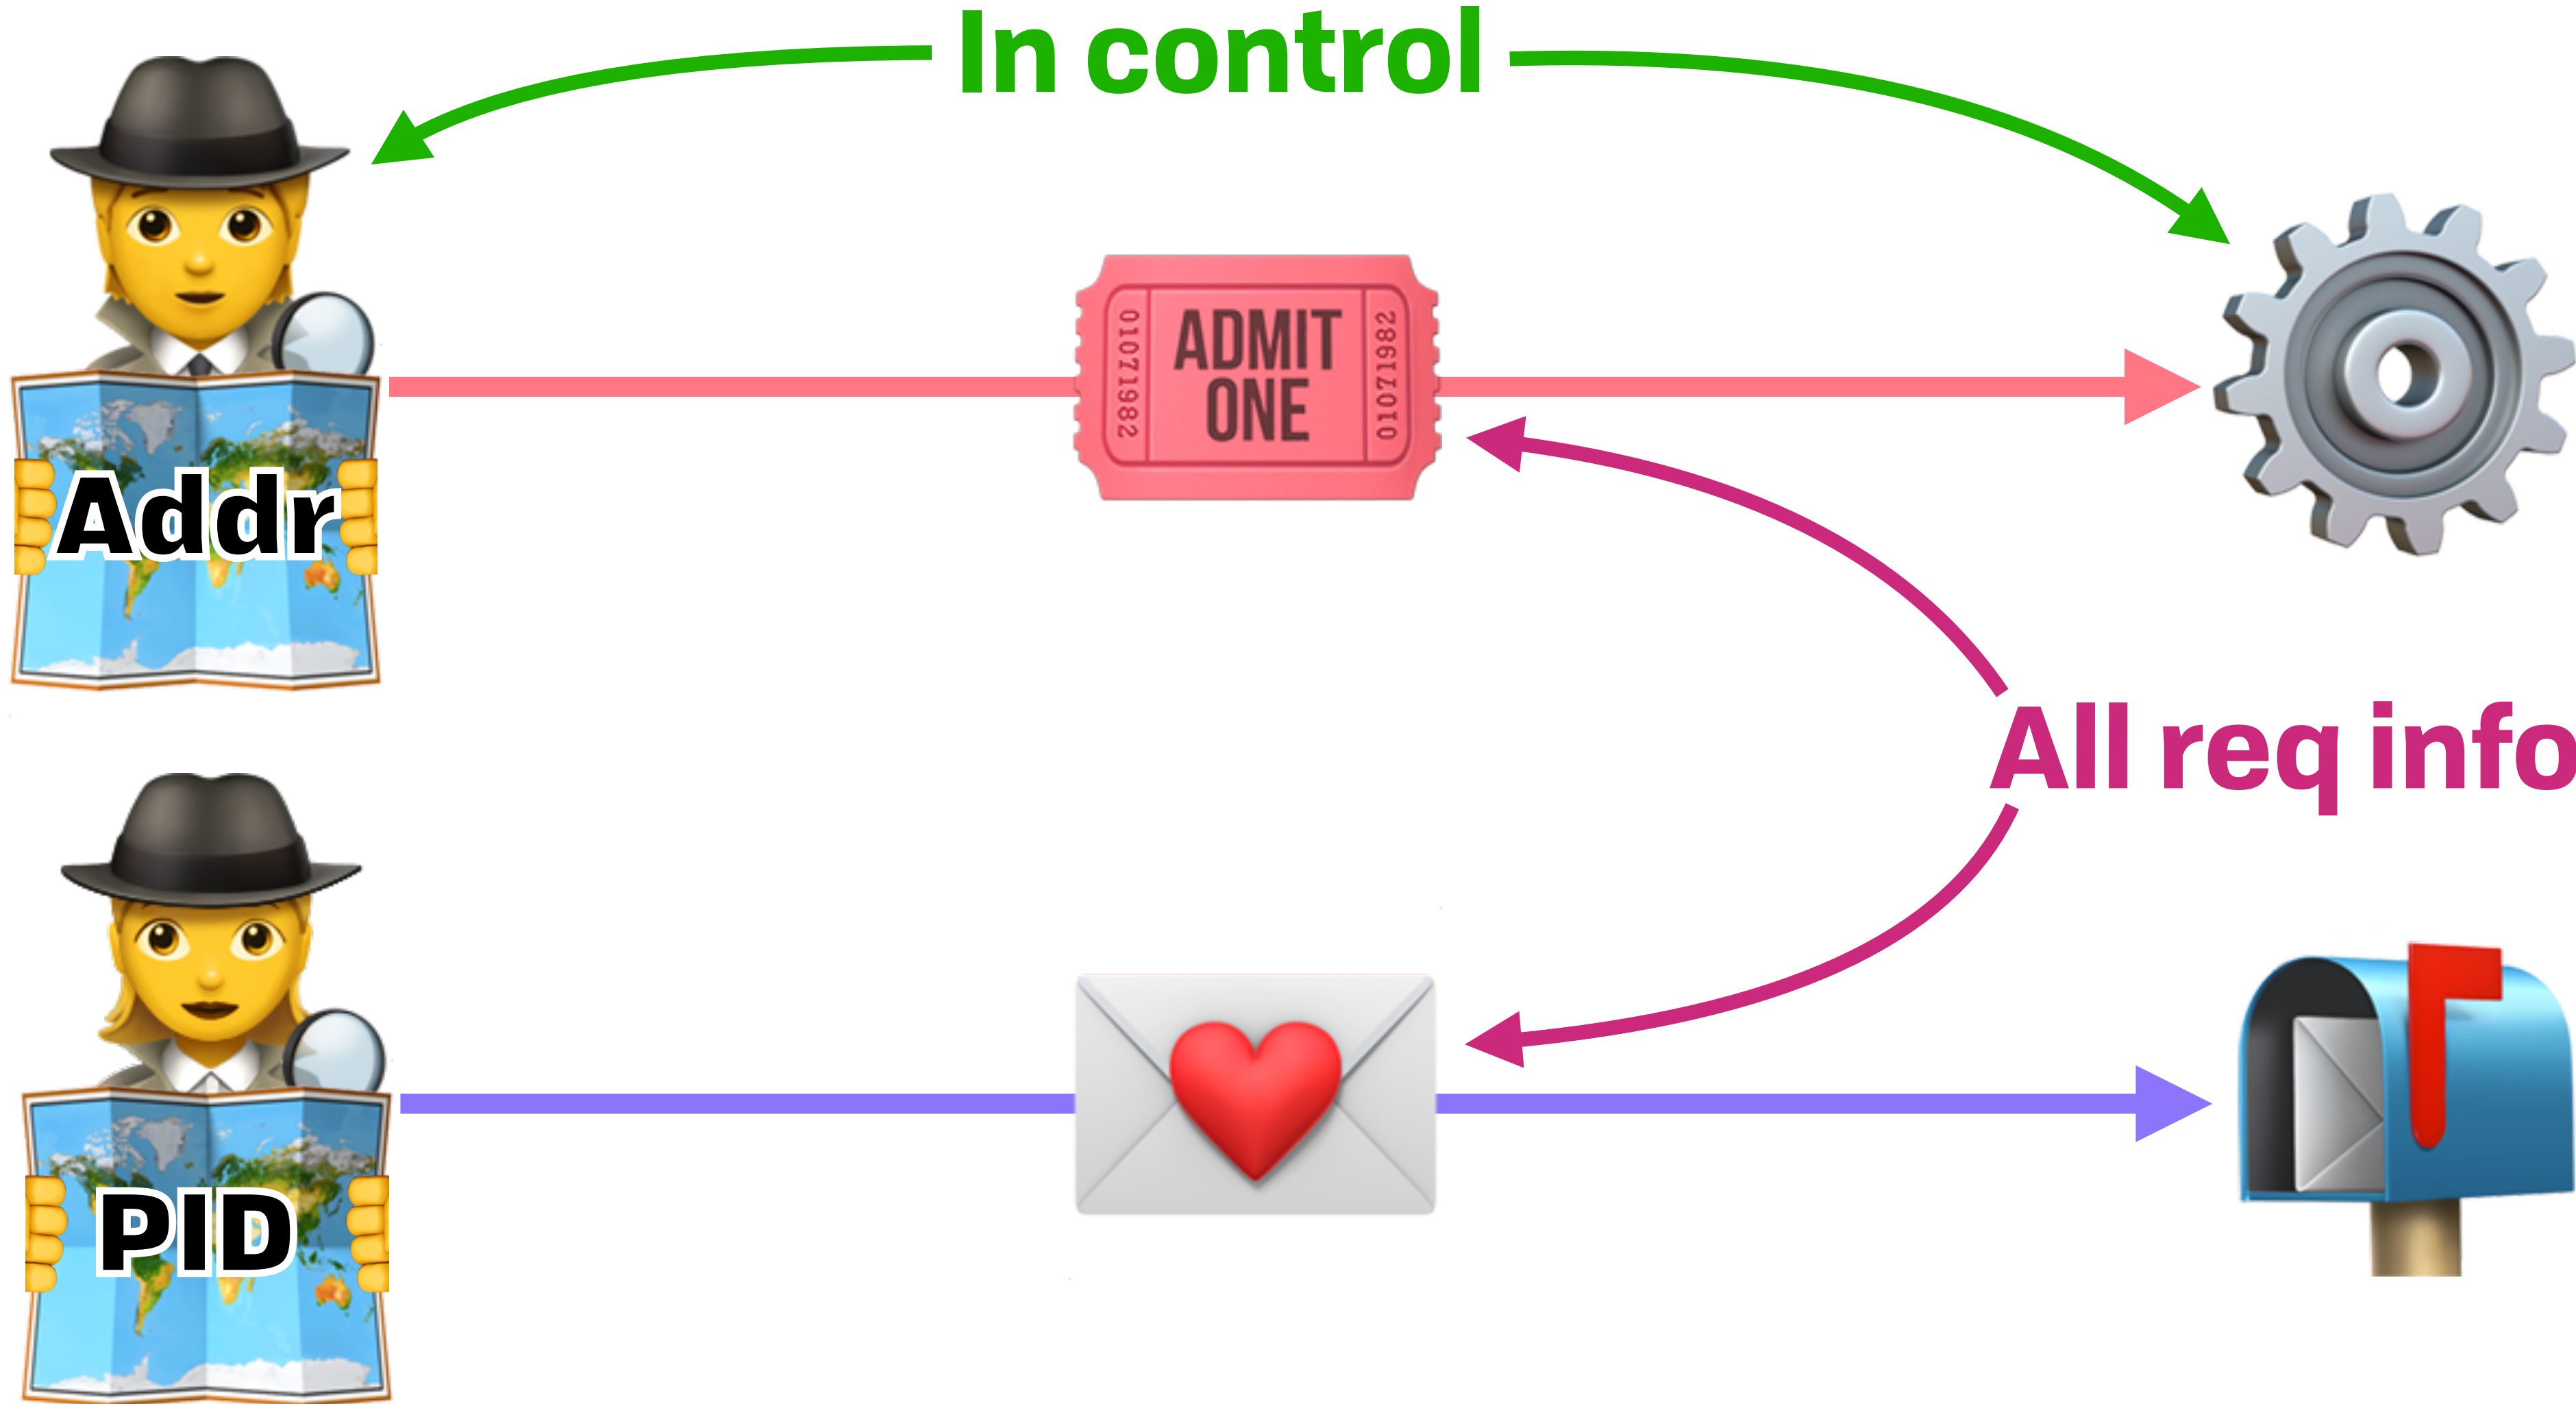 In control
ADMIT
ONE
01071982
01071982
Addr
All req info
PID